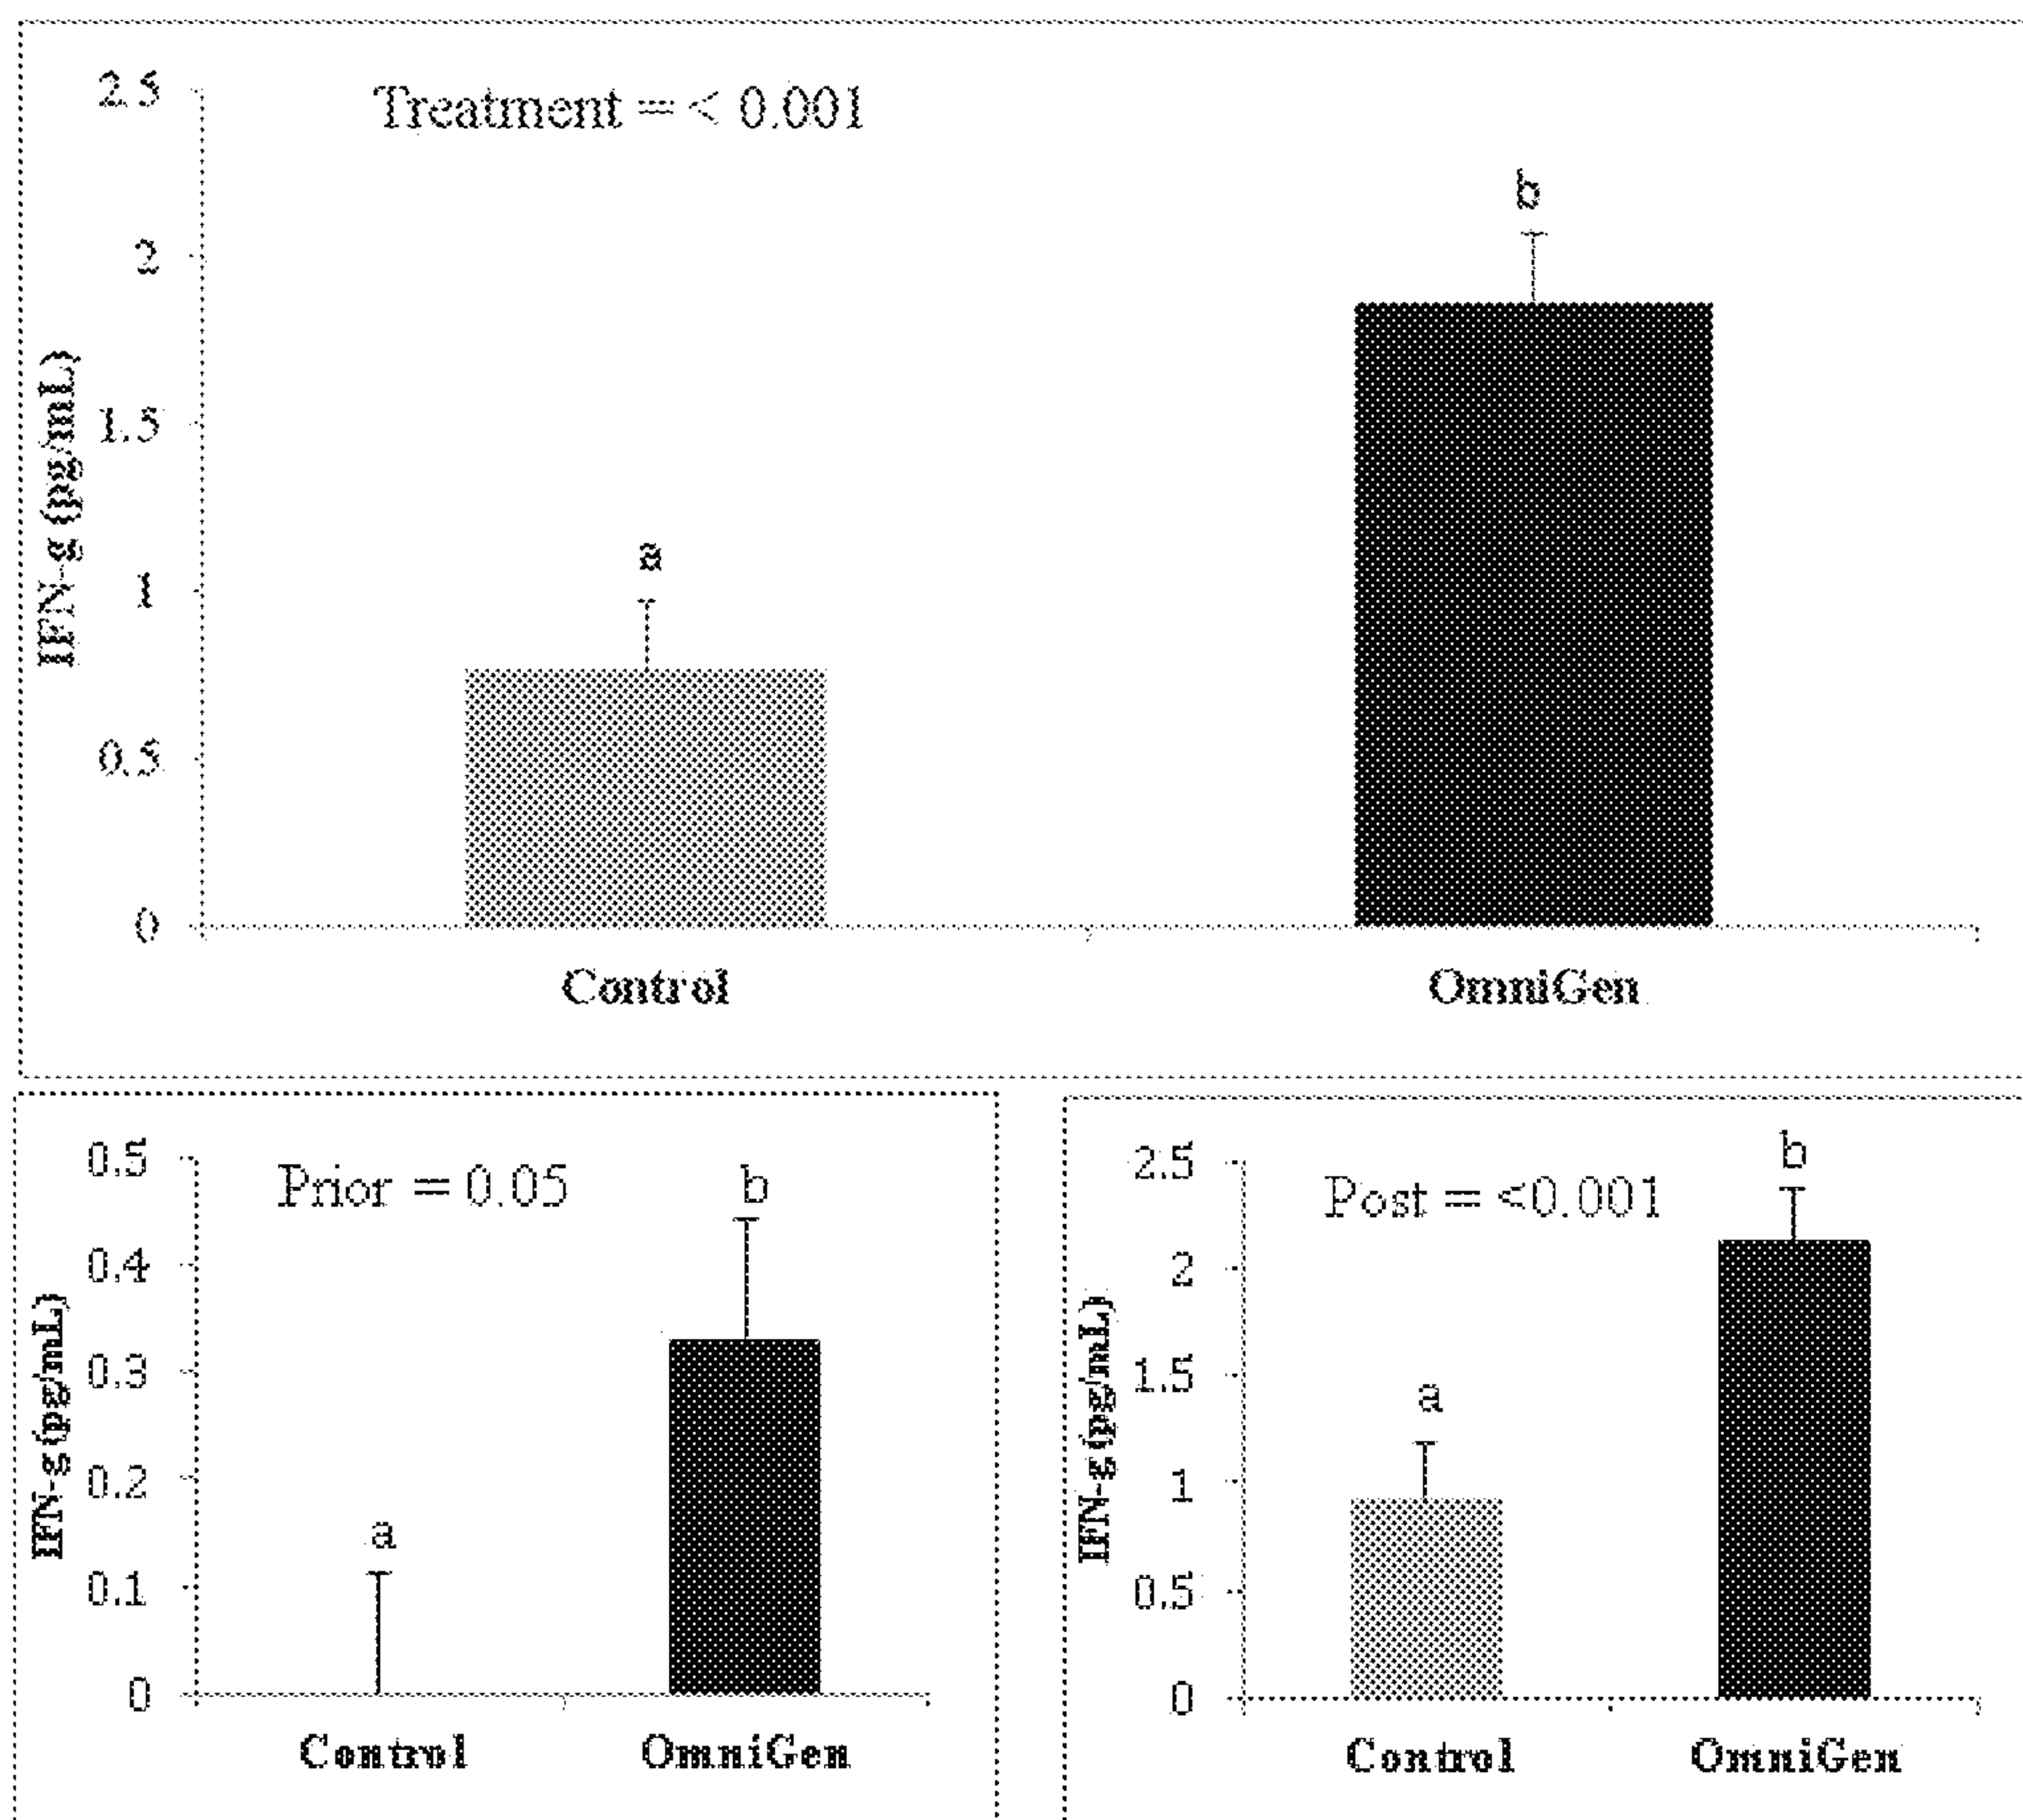 Treatment = < 0.001
2.5
2
1.5
1
0.5
0
IFN-g (pg/mL)
a
b
Control
OmniGen
Prior = 0.05
0.5
0.4
0.3
0.2
0.1
0
IFN-g (pg/mL)
a
b
Control
OmniGen
Post = <0.001
2.5
2
1.5
1
0.5
0
IFN-g (pg/mL)
a
b
Control
OmniGen